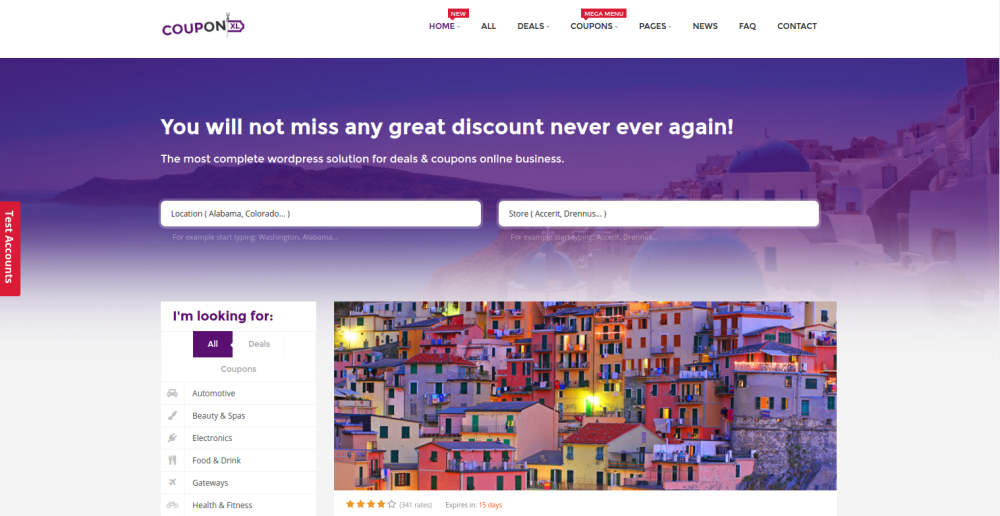 COUPON XL
NEW
MEGA MENU
HOME ALL DEALS COUPONS PAGES NEWS FAQ CONTACT
You will not miss any great discount never ever again!
The most complete wordpress solution for deals & coupons online business.
Location ( Alabama, Colorado... )
Store ( Accerit, Drennus... )
For example start typing: Washington, Alabama...
For example start typing: Accerit, Drennus...
Test Accounts
I'm looking for:
All
Deals
Coupons
Automotive
Beauty & Spas
Electronics
Food & Drink
Gateways
Health & Fitness
(341 rates) Expires in: 15 days